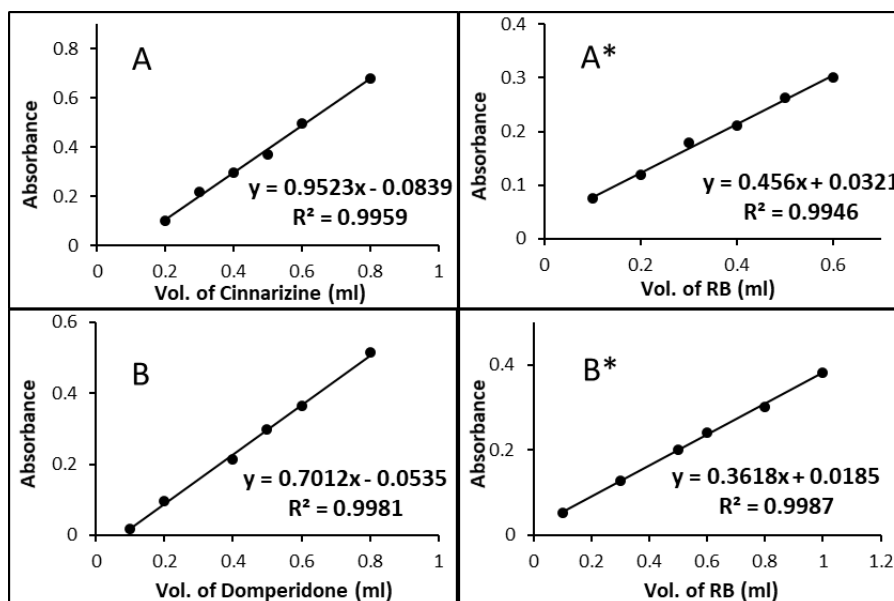 A
Absorbance
0.8
0.6
0.4
0.2
0
0 0.2 0.4 0.6 0.8 1
y = 0.9523x - 0.0839
R² = 0.9959
Vol. of Cinnarizine (ml)
A*
Absorbance
0.4
0.3
0.2
0.1
0
0 0.2 0.4 0.6
y = 0.456x + 0.0321
R² = 0.9946
Vol. of RB (ml)
B
Absorbance
0.6
0.4
0.2
0
0 0.2 0.4 0.6 0.8 1
y = 0.7012x - 0.0535
R² = 0.9981
Vol. of Domperidone (ml)
B*
Absorbance
0.4
0.2
0
0 0.2 0.4 0.6 0.8 1 1.2
y = 0.3618x + 0.0185
R² = 0.9987
Vol. of RB (ml)